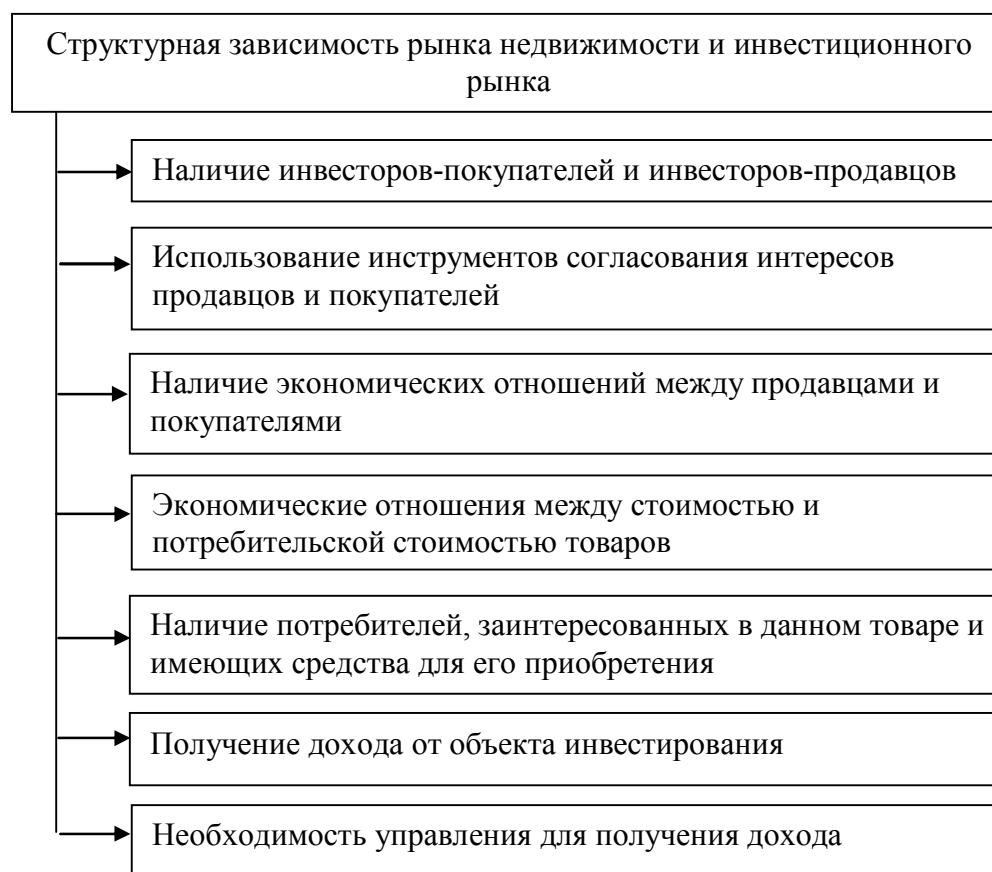 Структурная зависимость рынка недвижимости и инвестиционного
рынка
Наличие инвесторов-покупателей и инвесторов-продавцов
Использование инструментов согласования интересов
продавцов и покупателей
Наличие экономических отношений между продавцами и
покупателями
Экономические отношения между стоимостью и
потребительской стоимостью товаров
Наличие потребителей, заинтересованных в данном товаре и
имеющих средства для его приобретения
Получение дохода от объекта инвестирования
Необходимость управления для получения дохода